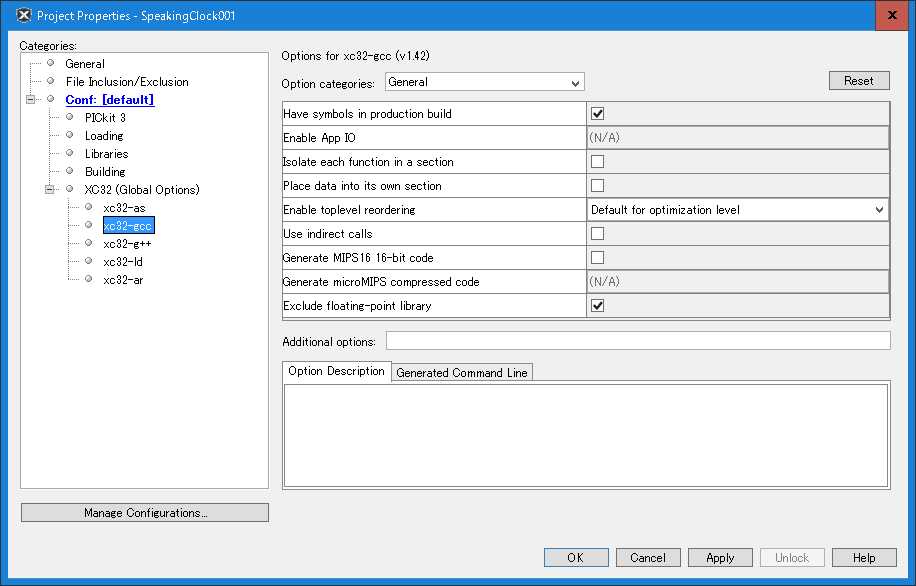 Project Properties - SpeakingClock001
Categories:
General
File Inclusion/Exclusion
Conf: [default]
PICkit 3
Loading
Libraries
Building
XC32 (Global Options)
xc32-as
xc32-gcc
xc32-g++
xc32-ld
xc32-ar
Manage Configurations...
Options for xc32-gcc (v1.42)
Option categories: General
Reset
Have symbols in production build
Enable App IO (N/A)
Isolate each function in a section
Place data into its own section
Enable toplevel reordering Default for optimization level
Use indirect calls
Generate MIPS16 16-bit code
Generate microMIPS compressed code (N/A)
Exclude floating-point library
Additional options:
Option Description Generated Command Line
OK Cancel Apply Unlock Help